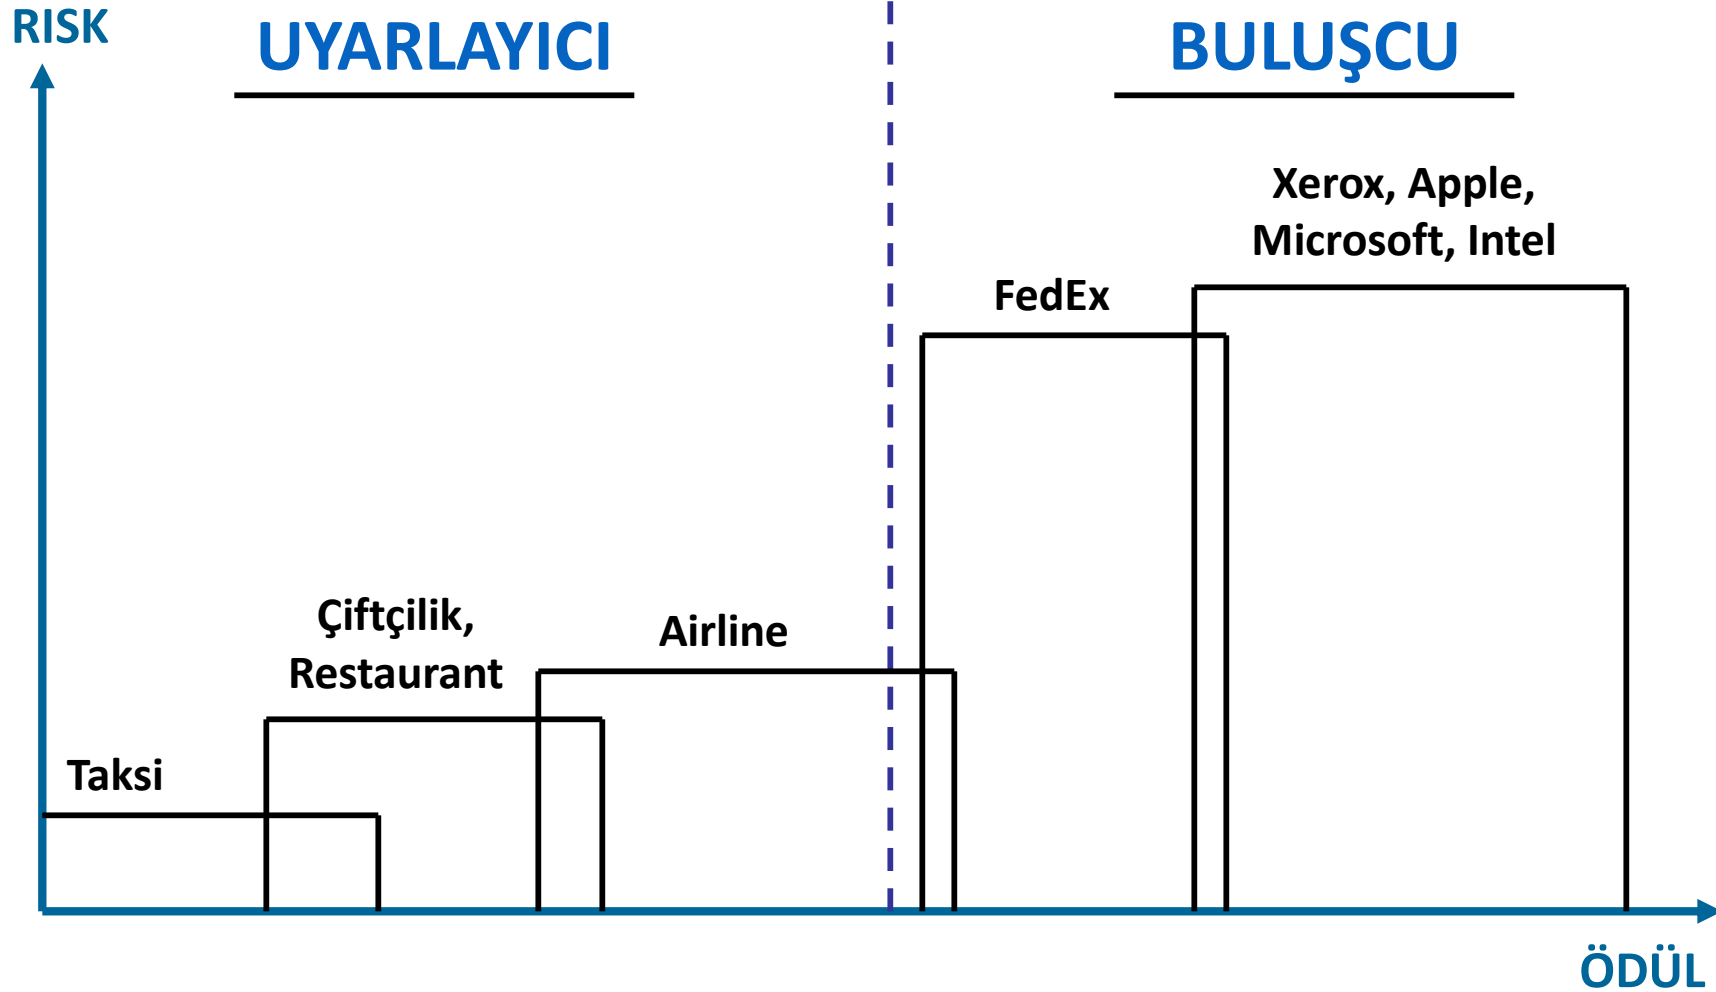 RISK
UYARLAYICI
BULUŞCU
Xerox, Apple,
Microsoft, Intel
FedEx
Çiftçilik,
Restaurant
Airline
Taksi
ÖDÜL